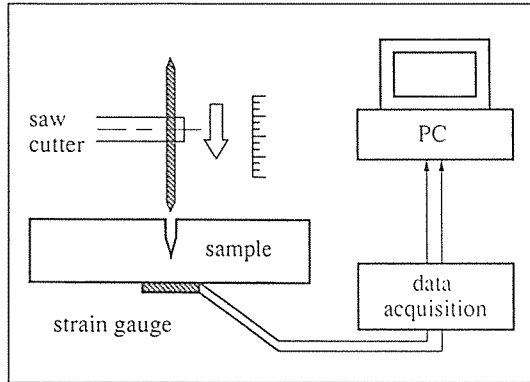 saw
cutter
PC
sample
data
acquisition
strain gauge